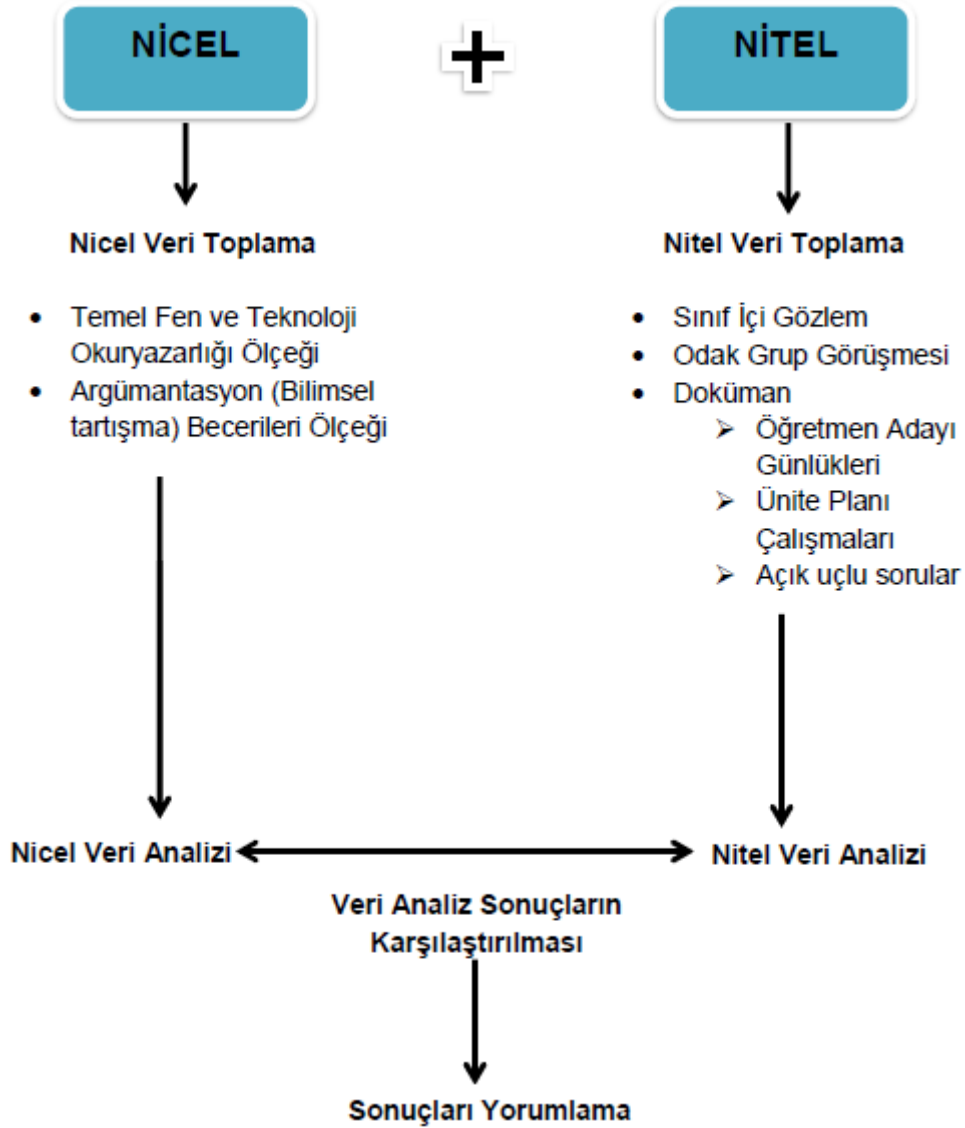 NİCEL
+
NİTEL
Nicel Veri Toplama
• Temel Fen ve Teknoloji
Okuryazarlığı Ölçeği
• Argümantasyon (Bilimsel
tartışma) Becerileri Ölçeği
Nitel Veri Toplama
• Sınıf İçi Gözlem
• Odak Grup Görüşmesi
• Doküman
➢ Öğretmen Adayı
Günlükleri
➢ Ünite Planı
Çalışmaları
➢ Açık uçlu sorular
Nicel Veri Analizi
Nitel Veri Analizi
Veri Analiz Sonuçların
Karşılaştırılması
Sonuçları Yorumlama